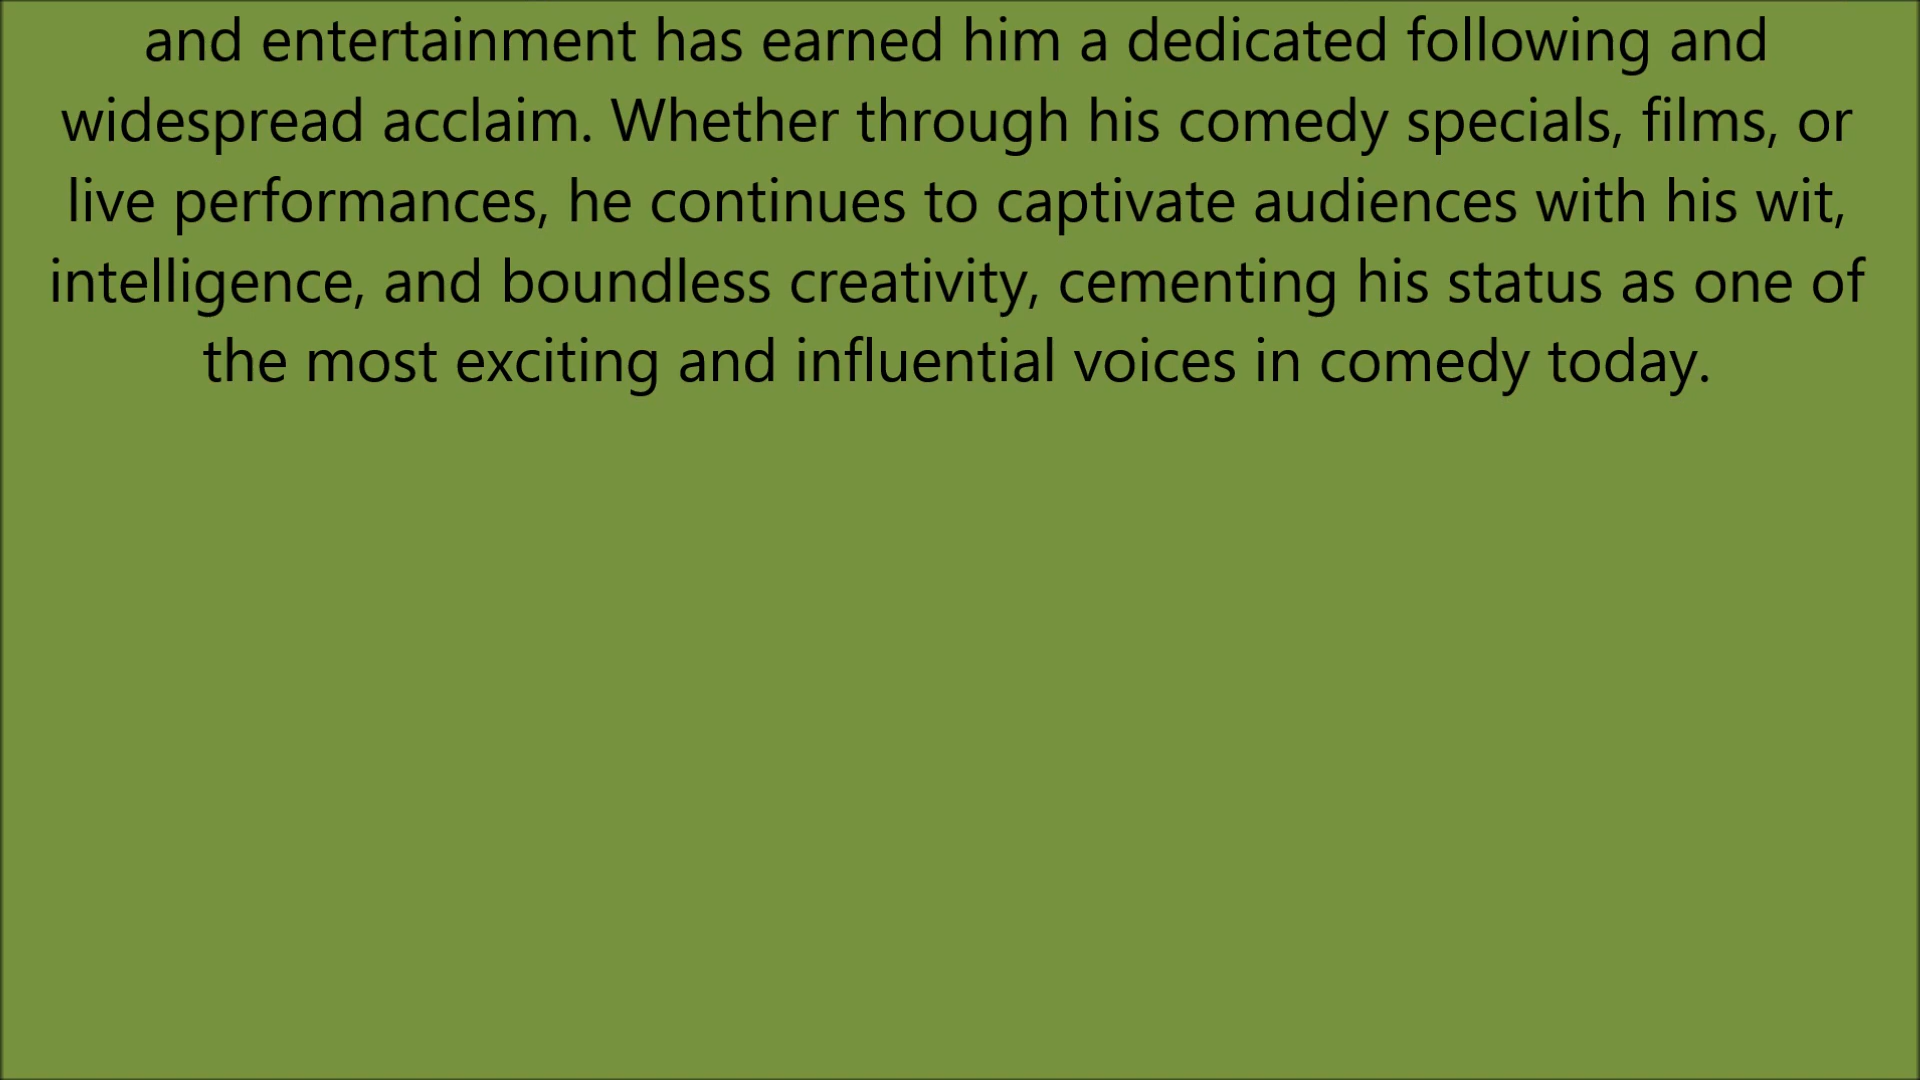 and entertainment has earned him a dedicated following and
widespread acclaim. Whether through his comedy specials, films, or
live performances, he continues to captivate audiences with his wit,
intelligence, and boundless creativity, cementing his status as one of
the most exciting and influential voices in comedy today.